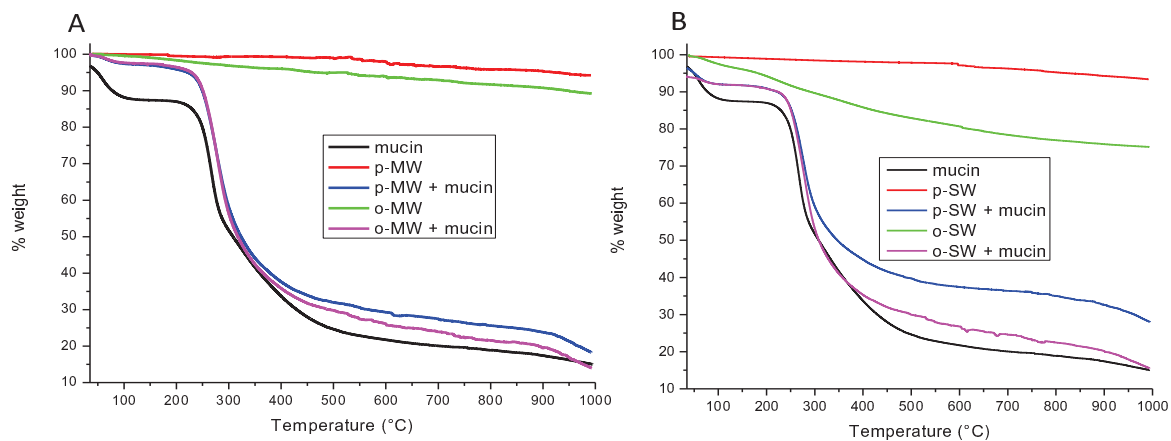 A
% weight
100
90
80
70
60
50
40
30
20
10
mucin
p-MW
p-MW + mucin
o-MW
o-MW + mucin
100 200 300 400 500 600 700 800 900 1000
Temperature (°C)
B
% weight
100
90
80
70
60
50
40
30
20
10
mucin
p-SW
p-SW + mucin
o-SW
o-SW + mucin
100 200 300 400 500 600 700 800 900 1000
Temperature (°C)